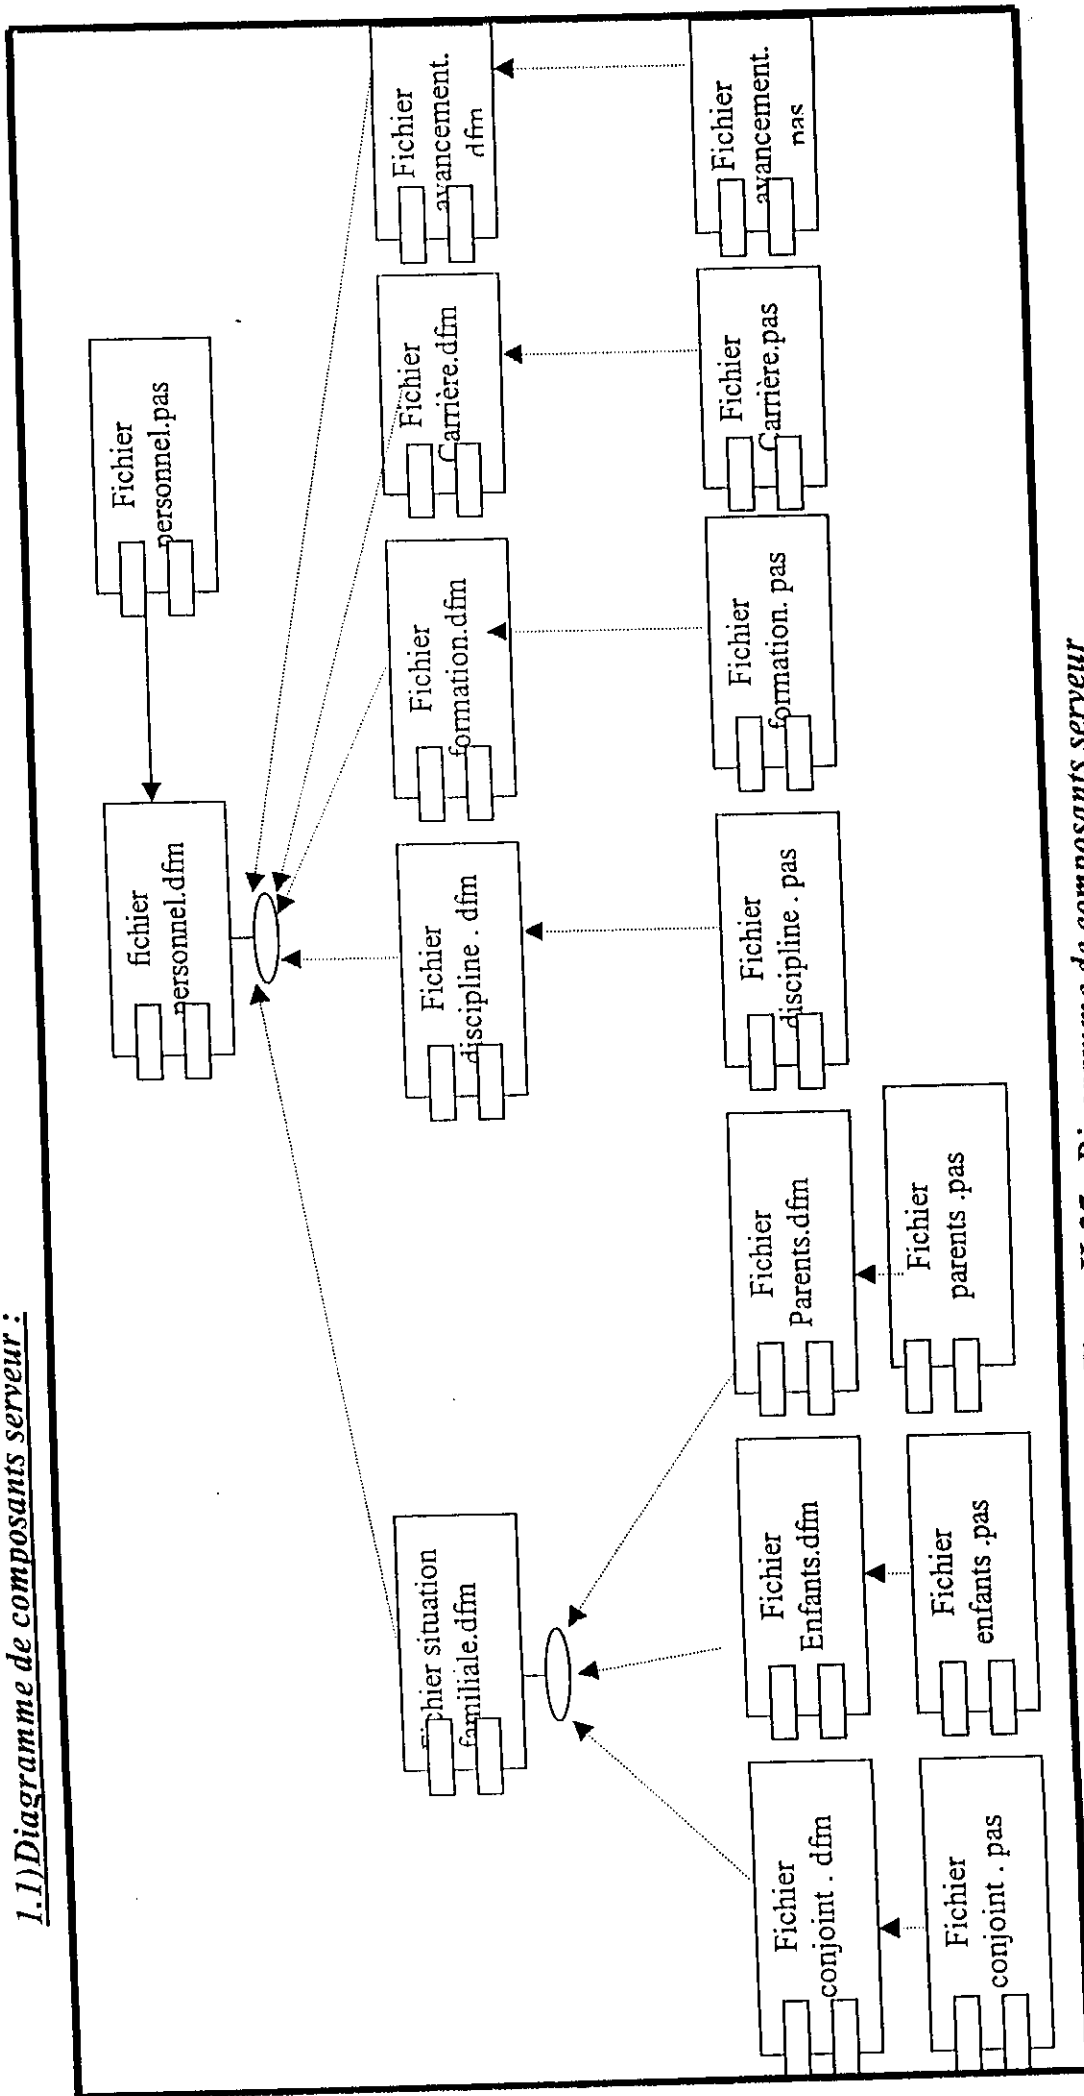 1.1)Diagramme de composants serveur :
fichier
personnel.dfm
Fichier
personnel.pas
Fichier situation
familiale.dfm
Fichier
discipline . dfm
Fichier
formation.dfm
Fichier
Carrière.dfm
Fichier
avancement.
dfm
Fichier
conjoint . dfm
Fichier
Enfants.dfm
Fichier
Parents.dfm
Fichier
discipline . pas
Fichier
formation. pas
Fichier
Carrière.pas
Fichier
avancement.
pas
Fichier
conjoint . pas
Fichier
enfants .pas
Fichier
parents .pas
Diagramme de composants serveur